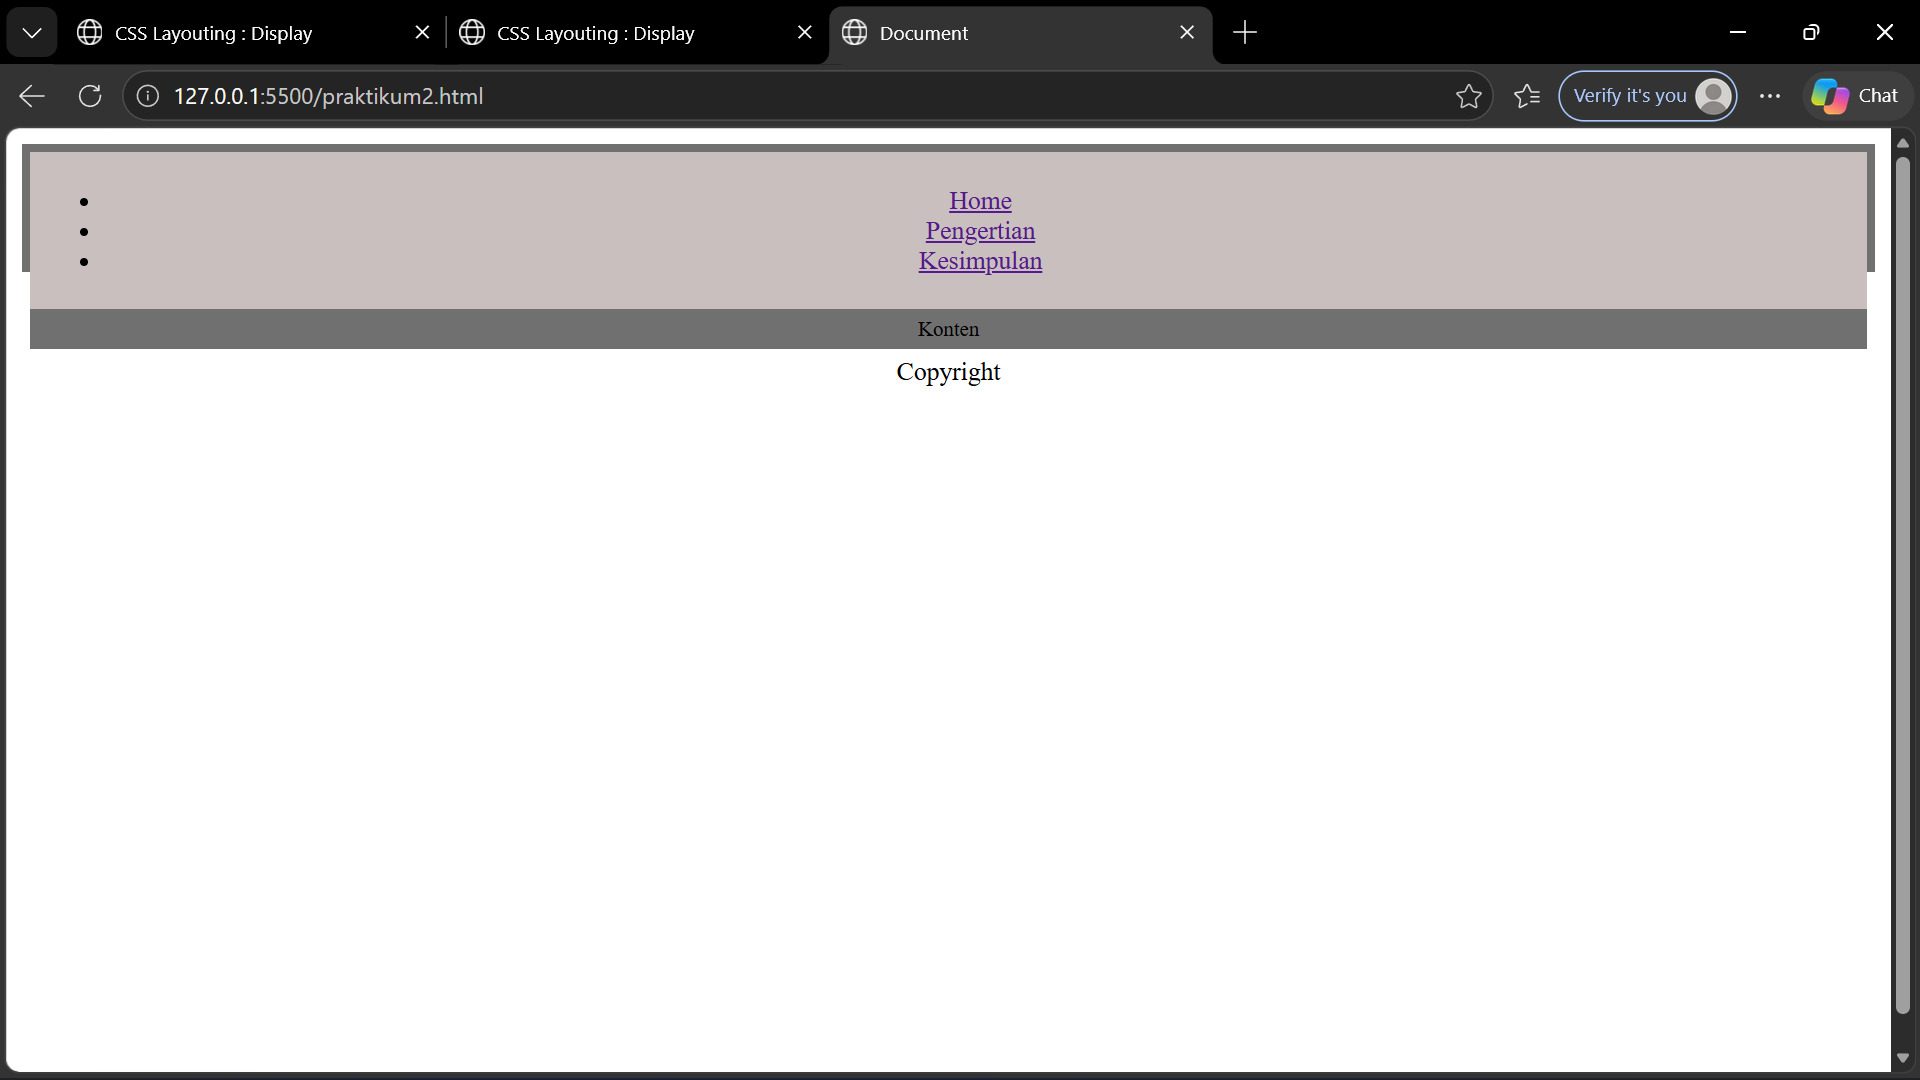 CSS Layouting : Display
CSS Layouting : Display
Document
127.0.0.1:5500/praktikum2.html
Verify it's you
Chat
Home
Pengertian
Kesimpulan
Konten
Copyright